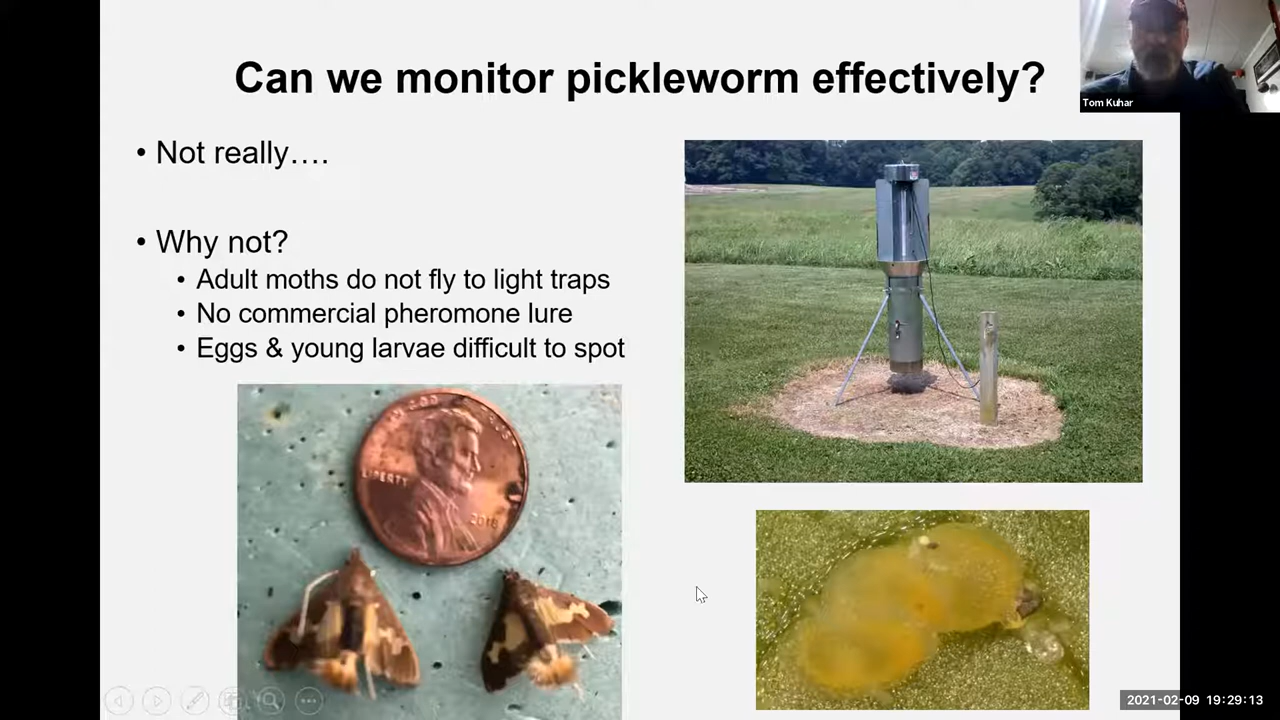 Can we monitor pickleworm effectively?
Tom Kuhar
• Not really….
• Why not?
• Adult moths do not fly to light traps
• No commercial pheromone lure
• Eggs & young larvae difficult to spot
LIBERTY
2021-02-09 19:29:13